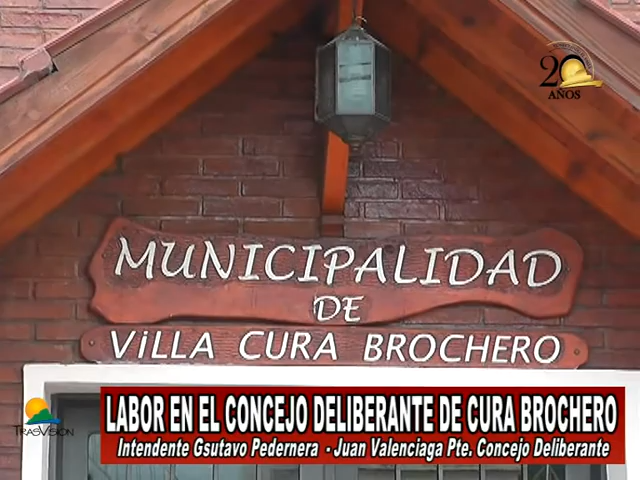 20
AÑOS
MUNICIPALIDAD
DE
ViLLA CURA BROCHERO
LABOR EN EL CONCEJO DELIBERANTE DE CURA BROCHERO
Intendente Gsutavo Pedernera - Juan Valenciaga Pte. Concejo Deliberante
TRASVISIÓN